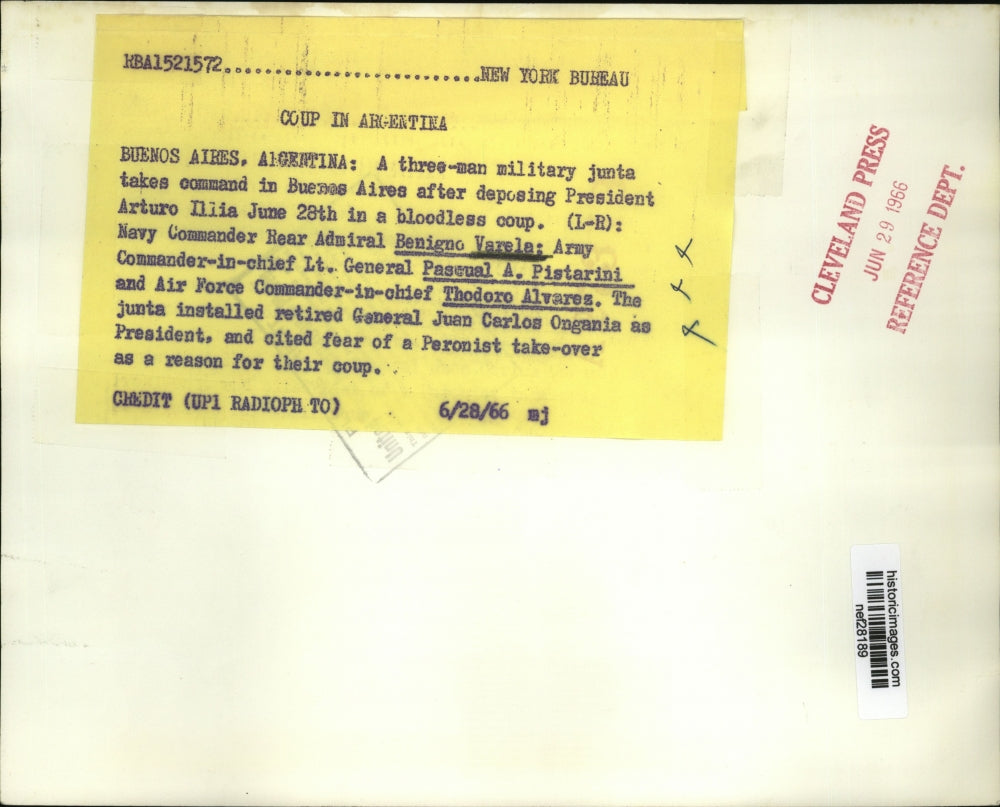 RBA1521572..............................NEW YORK BUREAU
COUP IN ARGENTINA
BUENOS AIRES, ARGENTINA: A three-man military junta
takes command in Buenos Aires after deposing President
Arturo Illia June 28th in a bloodless coup. (L-R):
Navy Commander Rear Admiral Benigno Varela; Army
Commander-in-chief Lt. General Pascual A. Pistarini
and Air Force Commander-in-chief Thodoro Alvarez. The
junta installed retired General Juan Carlos Ongania as
President, and cited fear of a Peronist take-over
as a reason for their coup.
CREDIT (UPI RADIOPH TO) 6/28/66 mj
CLEVELAND PRESS
JUN 29 1966
REFERENCE DEPT.
historicimages.com
nef28189